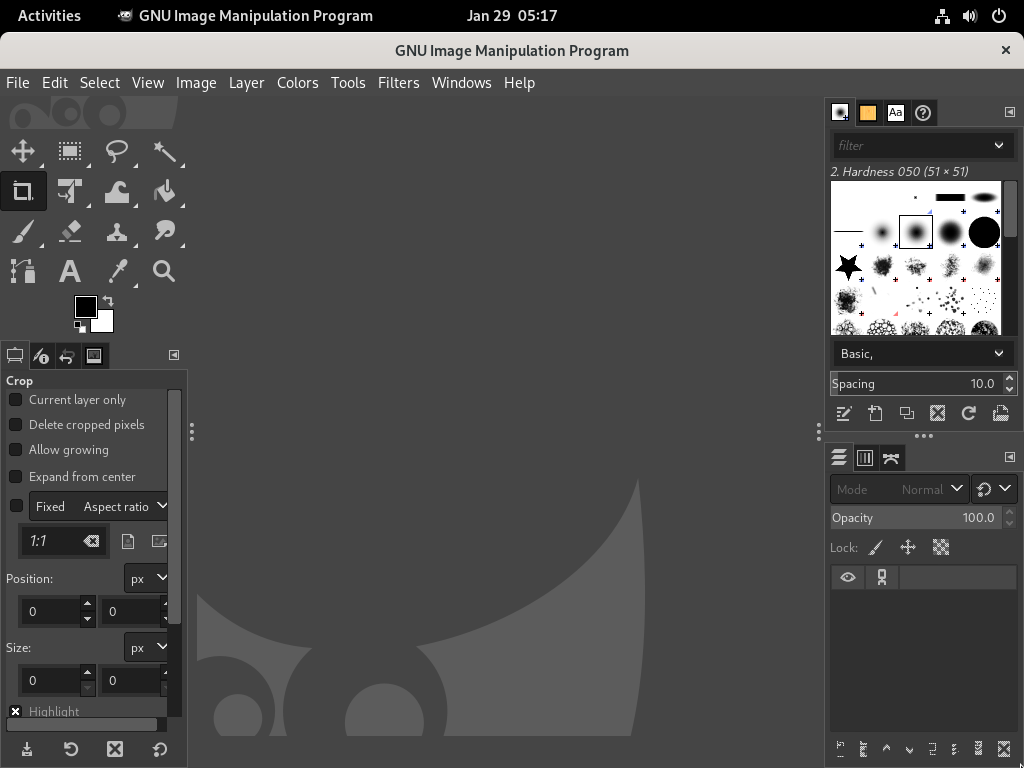 Activities
GNU Image Manipulation Program
Jan 29 05:17
GNU Image Manipulation Program
File Edit Select View Image Layer Colors Tools Filters Windows Help
Aa
filter
2. Hardness 050 (51 × 51)
Basic,
Spacing 10.0
Crop
Current layer only
Delete cropped pixels
Allow growing
Expand from center
Fixed Aspect ratio
1:1
Position: px
0 0
Size: px
0 0
Highlight
Mode Normal
Opacity 100.0
Lock: